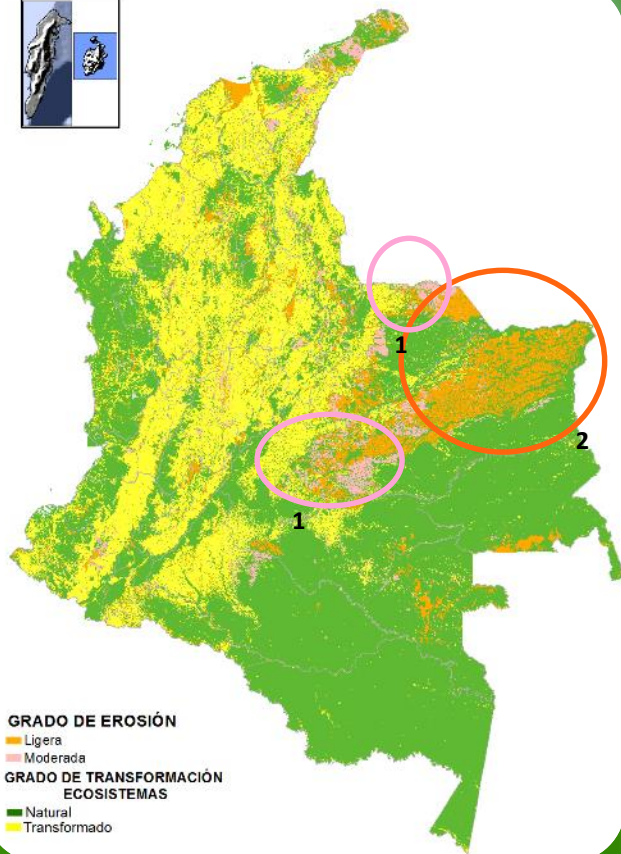 1
2
1
GRADO DE EROSIÓN
Ligera
Moderada
GRADO DE TRANSFORMACIÓN
ECOSISTEMAS
Natural
Transformado